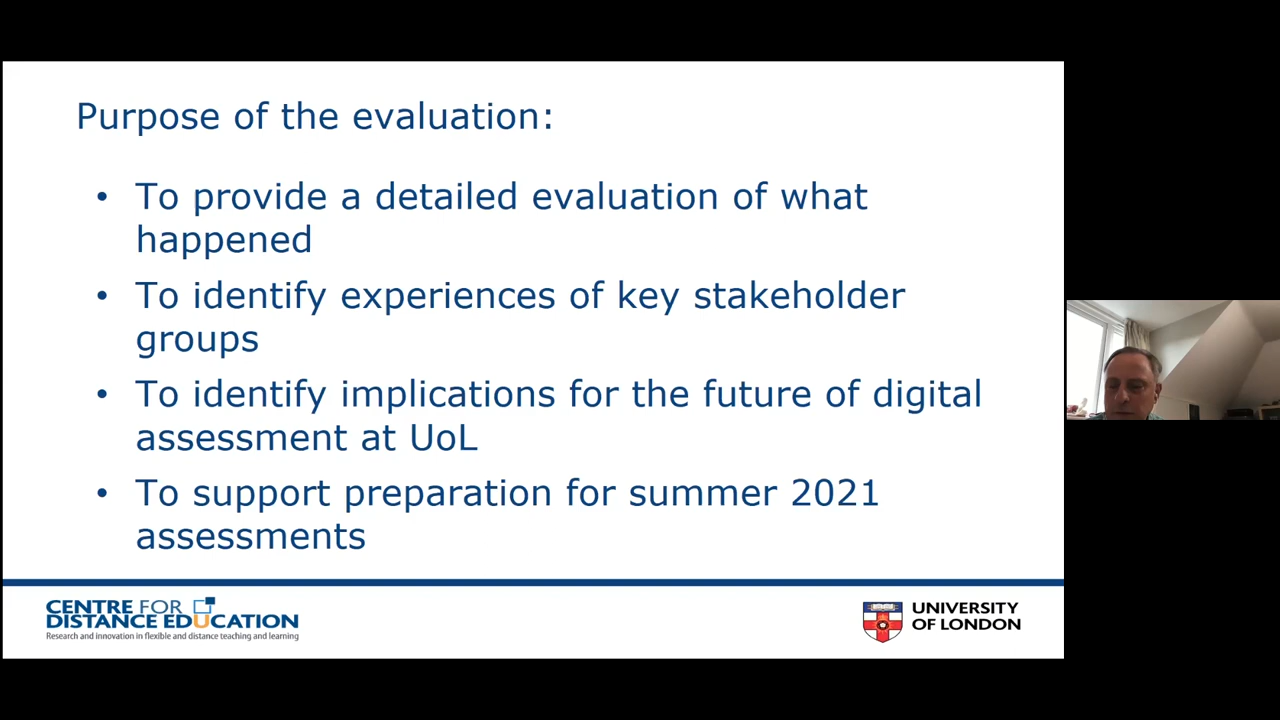 Purpose of the evaluation:
• To provide a detailed evaluation of what
happened
• To identify experiences of key stakeholder
groups
• To identify implications for the future of digital
assessment at UoL
• To support preparation for summer 2021
assessments
CENTRE FOR
DISTANCE EDUCATION
Research and innovation in flexible and distance teaching and learning
UNIVERSITY
OF LONDON